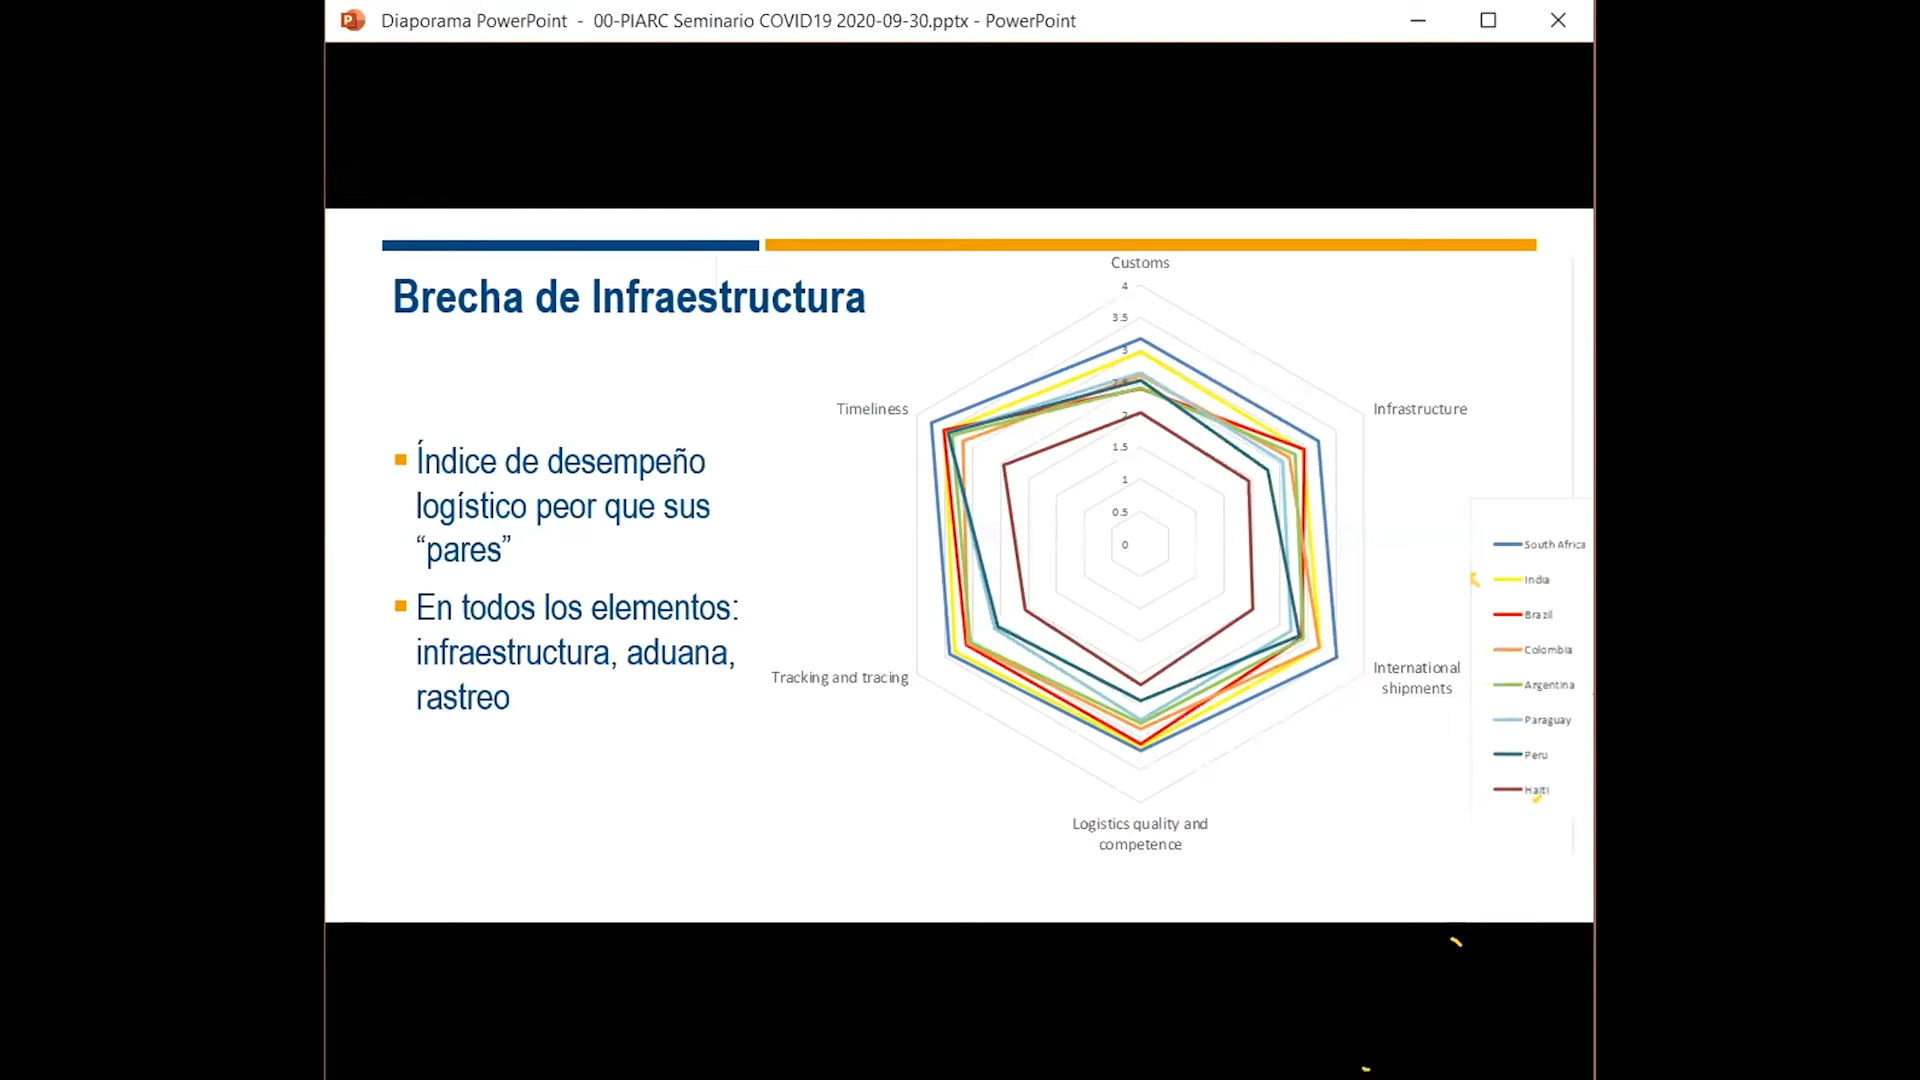 Diaporama PowerPoint - 00-PIARC Seminario COVID19 2020-09-30.pptx - PowerPoint
Brecha de Infraestructura
Índice de desempeño
logístico peor que sus
“pares”
En todos los elementos:
infraestructura, aduana,
rastreo
Customs
4
3.5
3
2.5
2
1.5
1
0.5
0
Timeliness
Infrastructure
Tracking and tracing
International
shipments
Logistics quality and
competence
South Africa
India
Brazil
Colombia
Argentina
Paraguay
Peru
Haiti